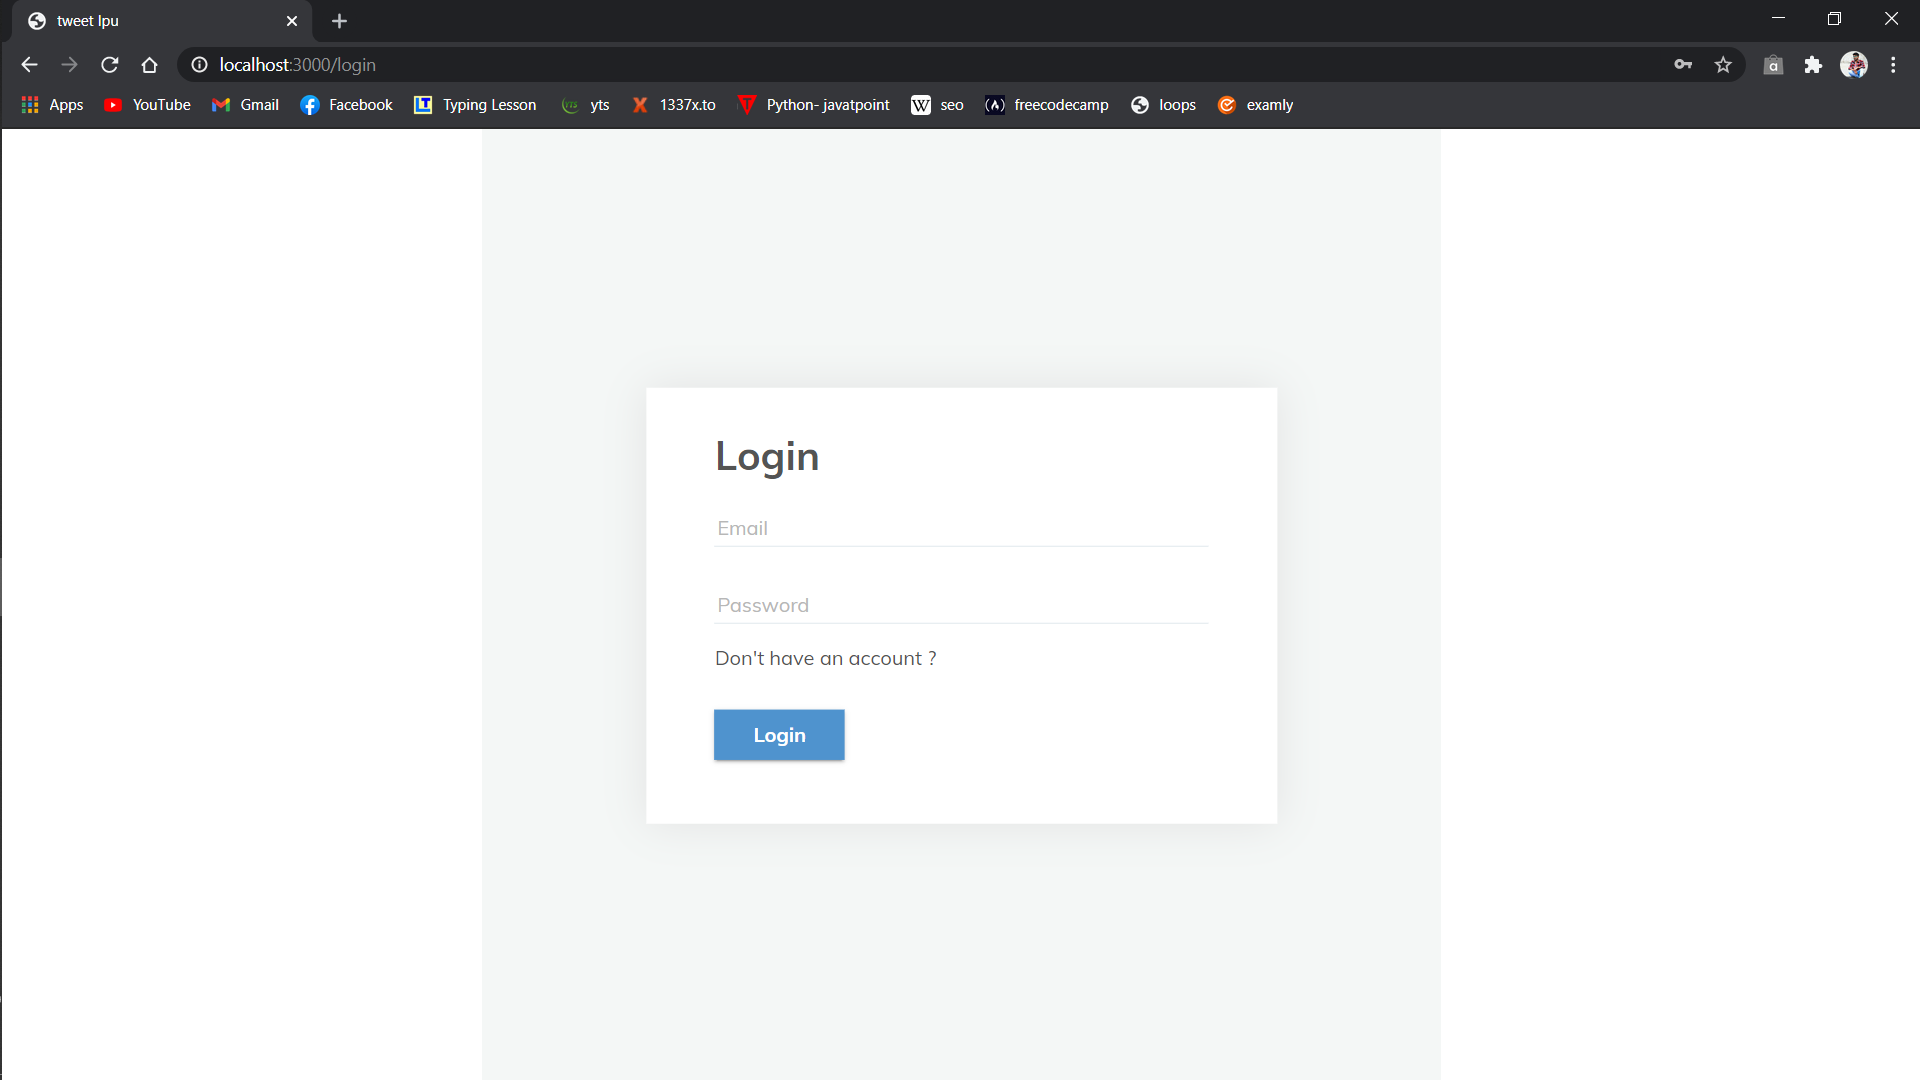 tweet lpu
localhost:3000/login
Apps YouTube Gmail Facebook Typing Lesson yts 1337x.to Python- javatpoint seo freecodecamp loops examly
Login
Email
Password
Don't have an account ?
Login